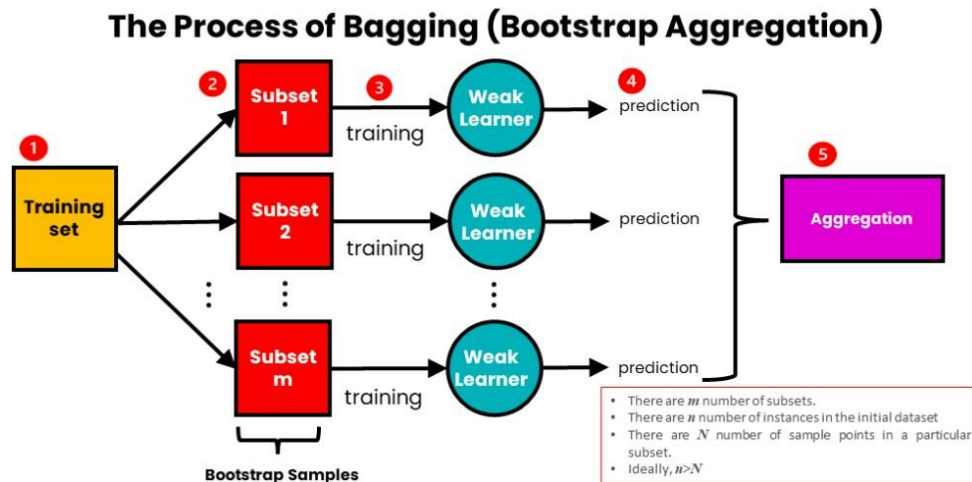 The Process of Bagging (Bootstrap Aggregation)
1
Training
set
2
Subset
1
3
training
Weak
Learner
4
prediction
Subset
2
training
Weak
Learner
prediction
Subset
m
training
Weak
Learner
prediction
5
Aggregation
Bootstrap Samples
• There are m number of subsets.
• There are n number of instances in the initial dataset
• There are N number of sample points in a particular
subset.
• Ideally, n>N